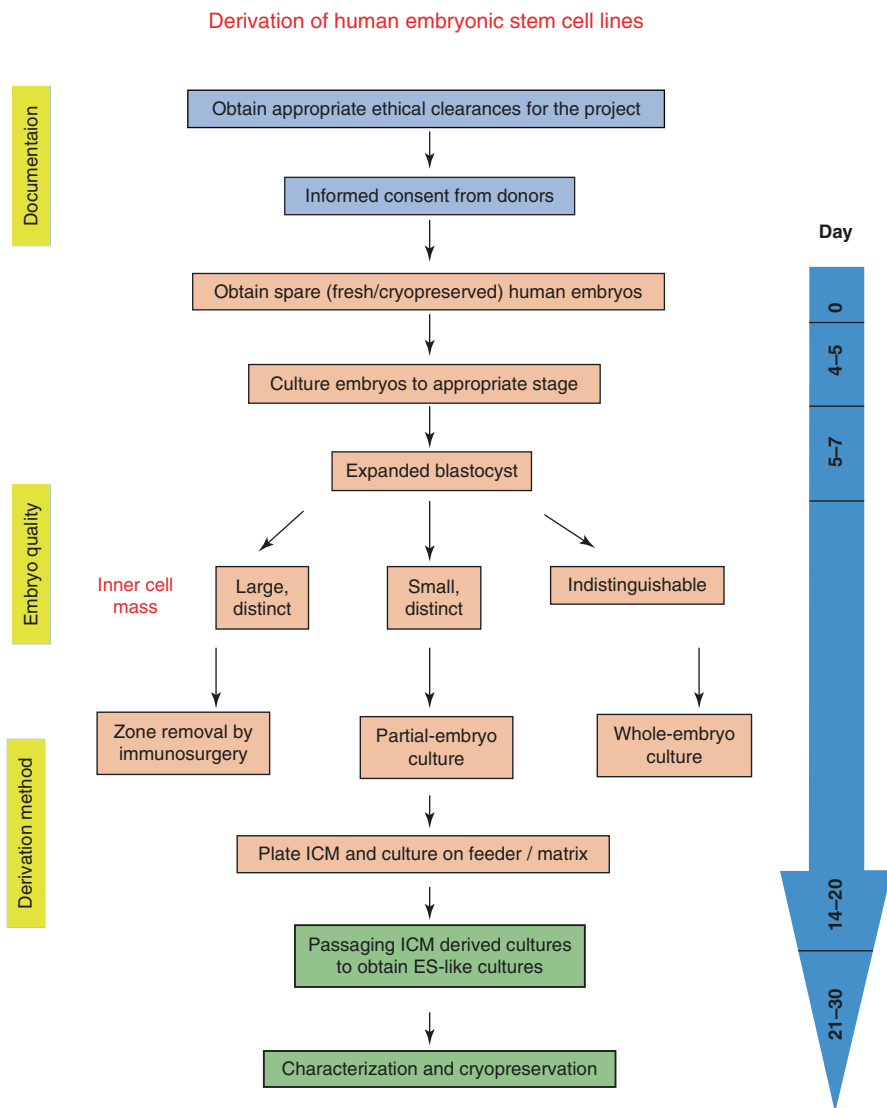 Derivation of human embryonic stem cell lines
Documentaion
Obtain appropriate ethical clearances for the project
Informed consent from donors
Day
Obtain spare (fresh/cryopreserved) human embryos
0
Culture embryos to appropriate stage
4–5
Expanded blastocyst
5–7
Embryo quality
Inner cell
mass
Large,
distinct
Small,
distinct
Indistinguishable
Derivation method
Zone removal by
immunosurgery
Partial-embryo
culture
Whole-embryo
culture
Plate ICM and culture on feeder / matrix
14–20
Passaging ICM derived cultures
to obtain ES-like cultures
21–30
Characterization and cryopreservation